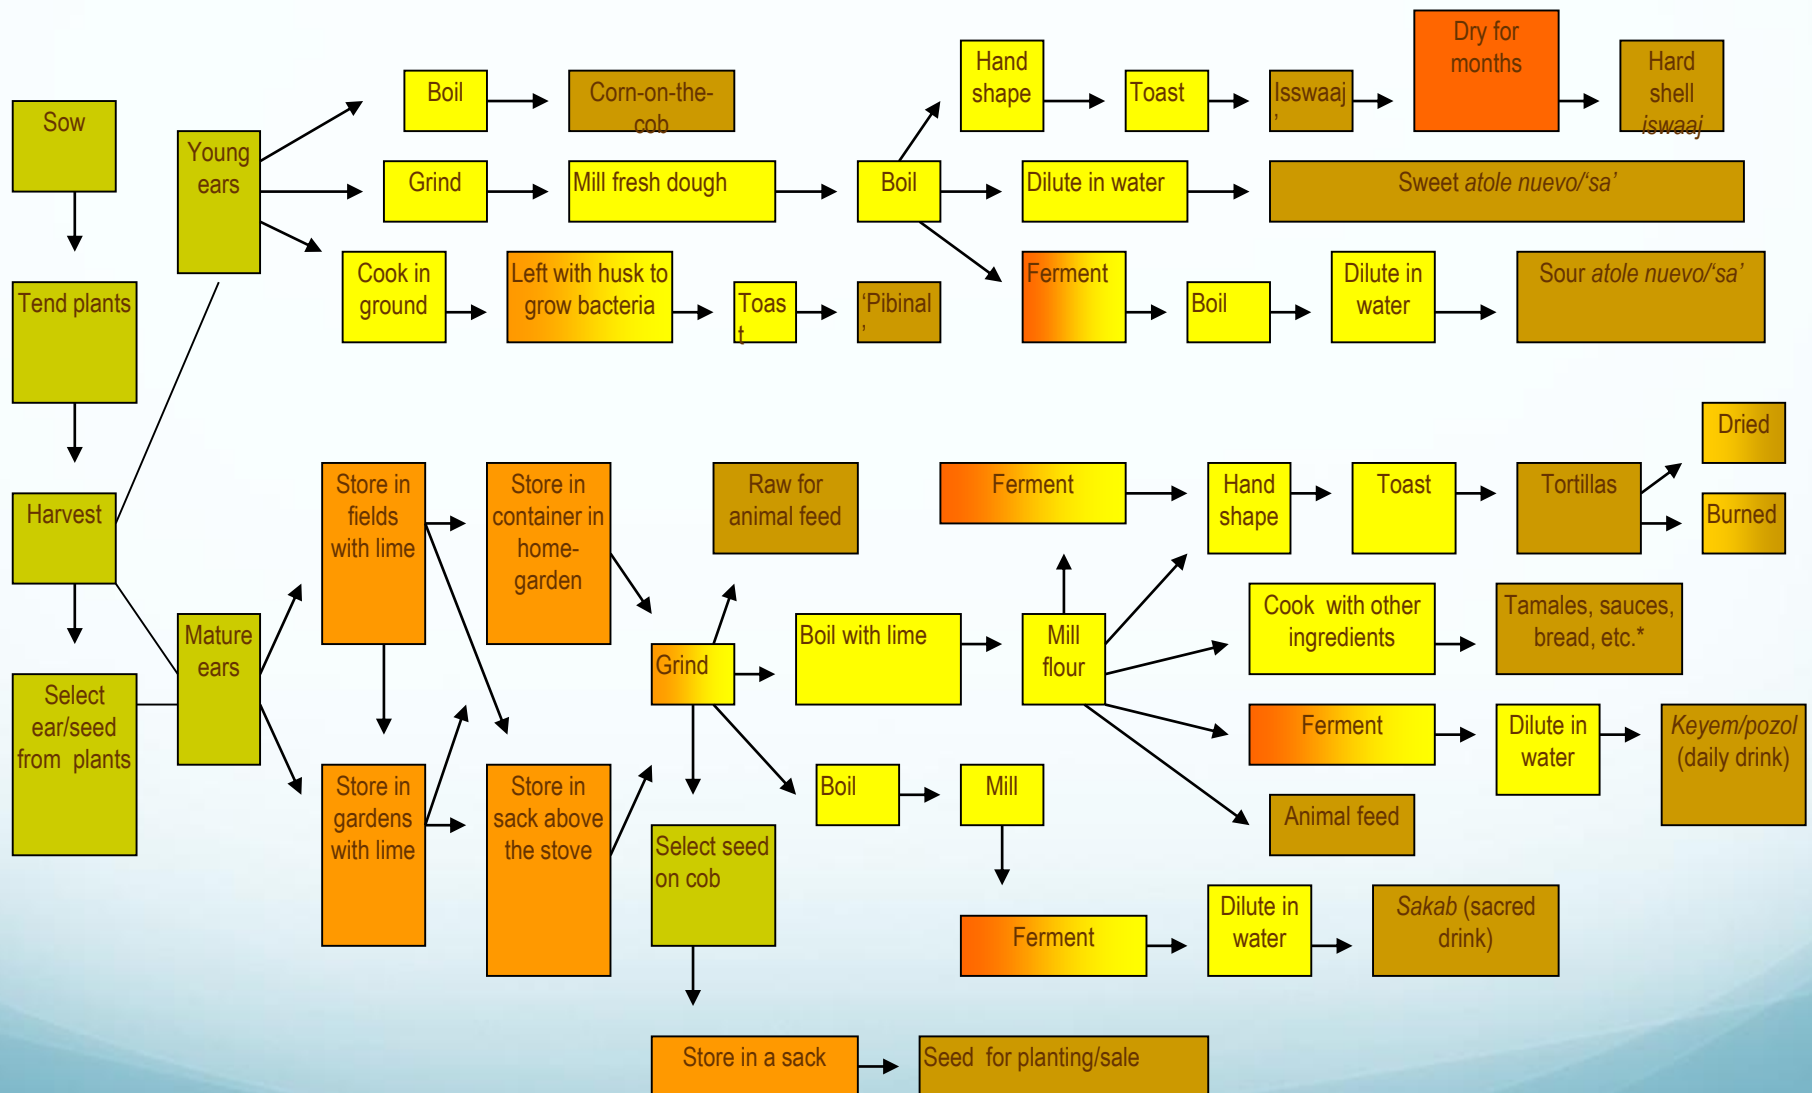 Sow
Tend plants
Harvest
Select
ear/seed
from plants
Young
ears
Boil
Corn-on-the-
cob
Grind
Mill fresh dough
Boil
Hand
shape
Toast
Isswaaj
’
Dry for
months
Hard
shell
iswaaj
Dilute in water
Sweet atole nuevo/‘sa’
Ferment
Boil
Dilute in
water
Sour atole nuevo/‘sa’
Cook in
ground
Left with husk to
grow bacteria
Toas
t
‘Pibinal
’
Mature
ears
Store in
fields
with lime
Store in
container in
home-
garden
Store in
gardens
with lime
Store in
sack above
the stove
Grind
Raw for
animal feed
Boil with lime
Mill
flour
Ferment
Hand
shape
Toast
Tortillas
Dried
Burned
Cook with other
ingredients
Tamales, sauces,
bread, etc.*
Ferment
Dilute in
water
Keyem/pozol
(daily drink)
Animal feed
Boil
Mill
Ferment
Dilute in
water
Sakab (sacred
drink)
Select seed
on cob
Store in a sack
Seed for planting/sale